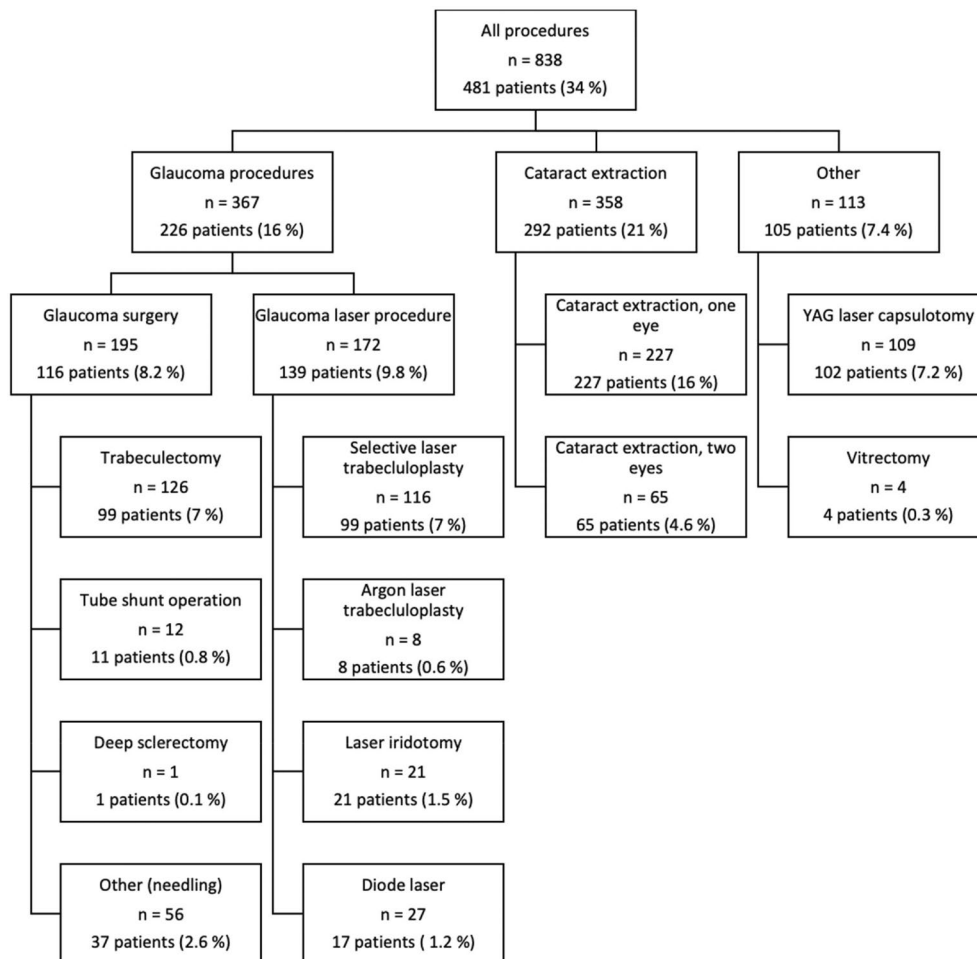 All procedures
n = 838
481 patients (34 %)
Glaucoma procedures
n = 367
226 patients (16 %)
Cataract extraction
n = 358
292 patients (21 %)
Other
n = 113
105 patients (7.4 %)
Glaucoma surgery
n = 195
116 patients (8.2 %)
Glaucoma laser procedure
n = 172
139 patients (9.8 %)
Cataract extraction, one
eye
n = 227
227 patients (16 %)
YAG laser capsulotomy
n = 109
102 patients (7.2 %)
Trabeculectomy
n = 126
99 patients (7 %)
Selective laser
trabecluloplasty
n = 116
99 patients (7 %)
Cataract extraction, two
eyes
n = 65
65 patients (4.6 %)
Vitrectomy
n = 4
4 patients (0.3 %)
Tube shunt operation
n = 12
11 patients (0.8 %)
Argon laser
trabecluloplasty
n = 8
8 patients (0.6 %)
Deep sclerectomy
n = 1
1 patients (0.1 %)
Laser iridotomy
n = 21
21 patients (1.5 %)
Other (needling)
n = 56
37 patients (2.6 %)
Diode laser
n = 27
17 patients ( 1.2 %)